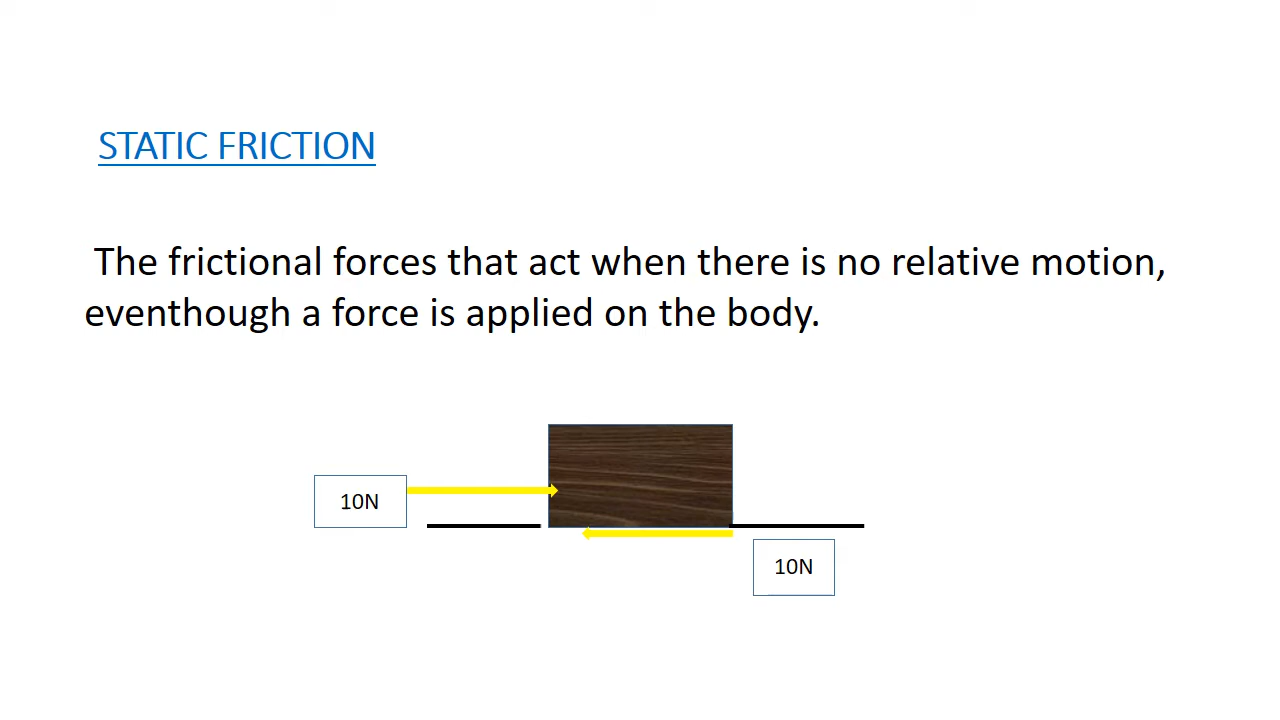 STATIC FRICTION
The frictional forces that act when there is no relative motion,
eventhough a force is applied on the body.
10N
10N